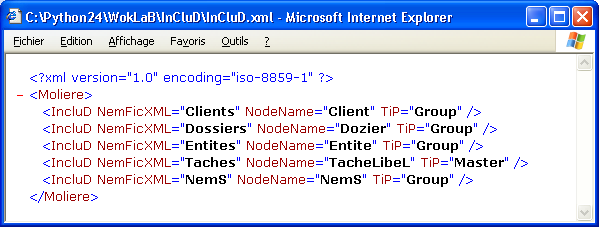 C:\Python24\WokLaB\InCluD\InCluD.xml - Microsoft Internet Explorer
Fichier Edition Affichage Favoris Outils ?
<?xml version="1.0" encoding="iso-8859-1" ?>
- <Moliere>
<IncluD NemFicXML="Clients" NodeName="Client" TiP="Group" />
<IncluD NemFicXML="Dossiers" NodeName="Dozier" TiP="Group" />
<IncluD NemFicXML="Entites" NodeName="Entite" TiP="Group" />
<IncluD NemFicXML="Taches" NodeName="TacheLibeL" TiP="Master" />
<IncluD NemFicXML="NemS" NodeName="NemS" TiP="Group" />
</Moliere>